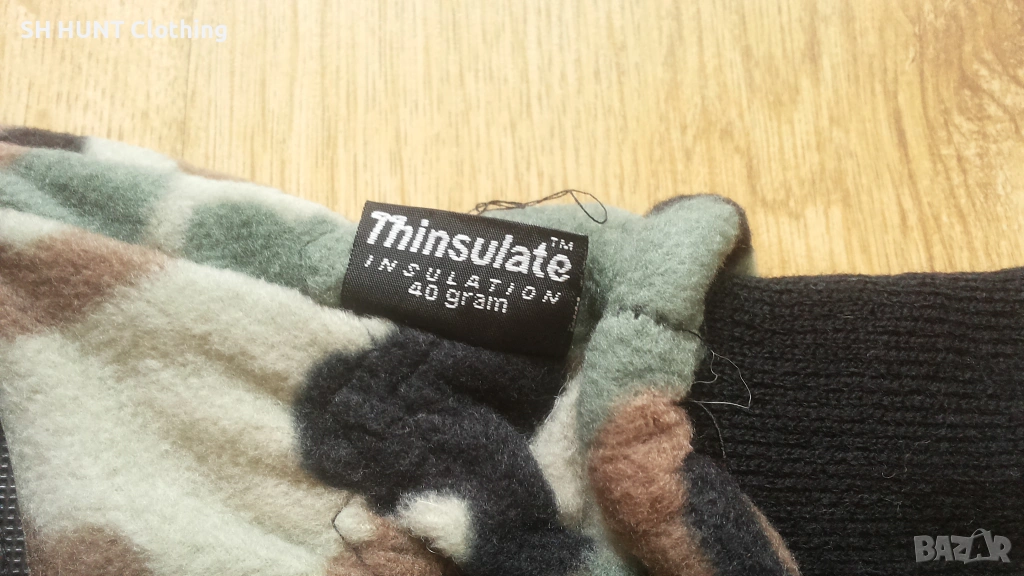 SH HUNT Clothing
Thinsulate™
INSULATION
40 gram
BAZAR